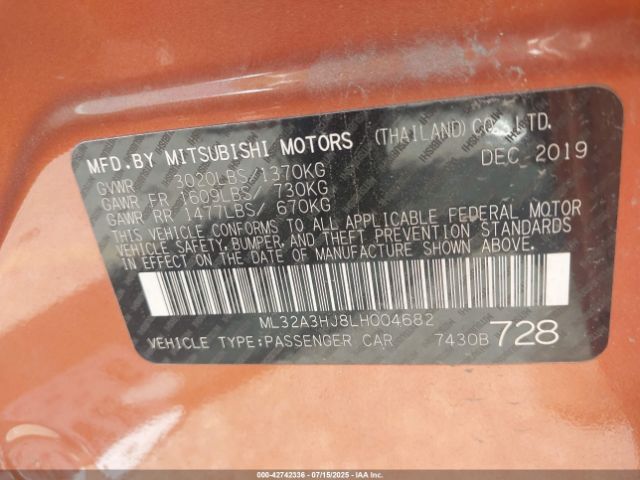 MFD.BY MITSUBISHI MOTORS (THAILAND) CO., LTD.
DEC 2019
GVWR 3020LBS/1370KG
GAWR FR 1609LBS/ 730KG
GAWR RR 1477LBS/ 670KG
THIS VEHICLE CONFORMS TO ALL APPLICABLE FEDERAL MOTOR
VEHICLE SAFETY, BUMPER, AND THEFT PREVENTION STANDARDS
IN EFFECT ON THE DATE OF MANUFACTURE SHOWN ABOVE.
ML32A3HJ8LH004682
VEHICLE TYPE:PASSENGER CAR 7430B 728
000-42742336 - 07/15/2025 - COPYRIGHT IAA, LLC.